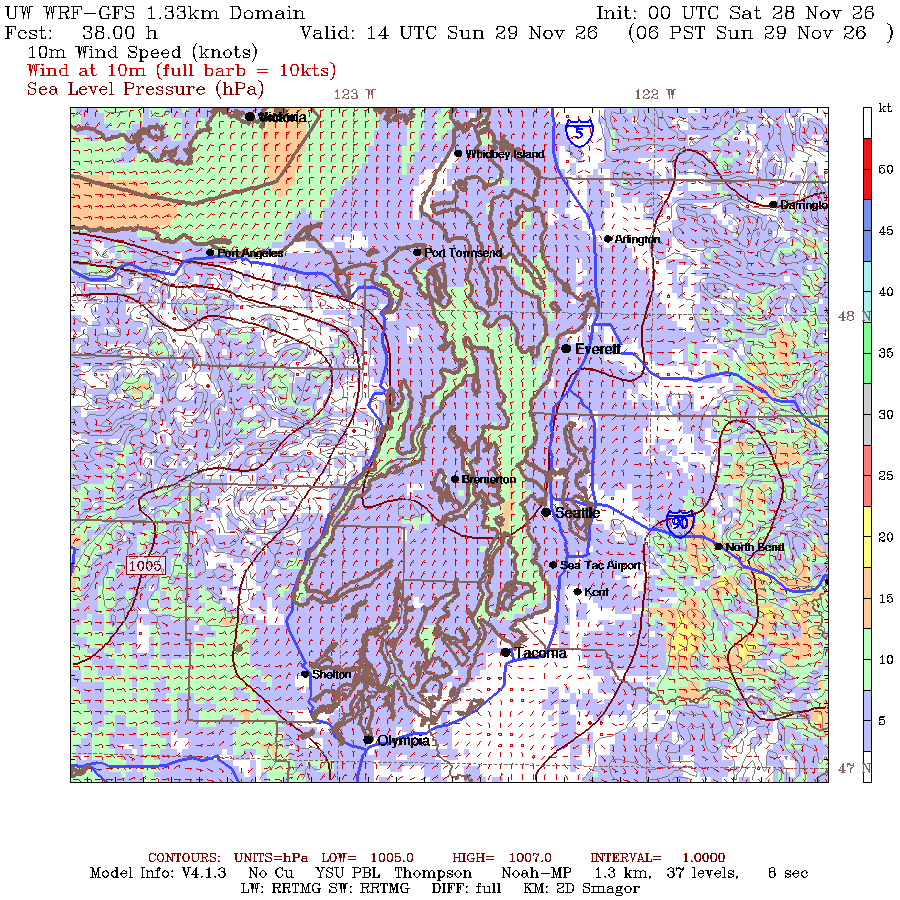 UW WRF-GFS 1.33km Domain Init: 00 UTC Sat 28 Nov 26
Fcst: 38.00 h Valid: 14 UTC Sun 29 Nov 26 (06 PST Sun 29 Nov 26 )
10m Wind Speed (knots)
Wind at 10m (full barb = 10kts)
Sea Level Pressure (hPa)
123 W 122 W
kt
Victoria
5
Whidbey Island
60
Darringto
45
Arlington
Port Angeles
Port Townsend
40
48 N
Everett
35
30
Bremerton
25
Seattle
90
20
North Bend
1005
Sea Tac Airport
Kent
15
Tacoma
10
Shelton
5
Olympia
47 N
CONTOURS: UNITS=hPa LOW= 1005.0 HIGH= 1007.0 INTERVAL= 1.0000
Model Info: V4.1.3 No Cu YSU PBL Thompson Noah-MP 1.3 km, 37 levels, 8 sec
LW: RRTMG SW: RRTMG DIFF: full KM: 2D Smagor